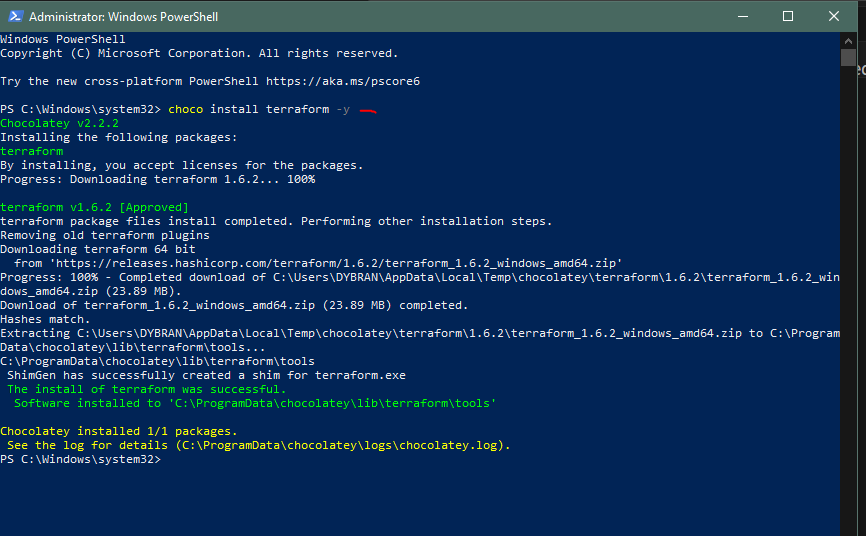 Administrator: Windows PowerShell
Windows PowerShell
Copyright (C) Microsoft Corporation. All rights reserved.
Try the new cross-platform PowerShell https://aka.ms/pscore6
PS C:\Windows\system32> choco install terraform -y
Chocolatey v2.2.2
Installing the following packages:
terraform
By installing, you accept licenses for the packages.
Progress: Downloading terraform 1.6.2... 100%
terraform v1.6.2 [Approved]
terraform package files install completed. Performing other installation steps.
Removing old terraform plugins
Downloading terraform 64 bit
  from 'https://releases.hashicorp.com/terraform/1.6.2/terraform_1.6.2_windows_amd64.zip'
Progress: 100% - Completed download of C:\Users\DYBRAN\AppData\Local\Temp\chocolatey\terraform\1.6.2\terraform_1.6.2_win
dows_amd64.zip (23.89 MB).
Download of terraform_1.6.2_windows_amd64.zip (23.89 MB) completed.
Hashes match.
Extracting C:\Users\DYBRAN\AppData\Local\Temp\chocolatey\terraform\1.6.2\terraform_1.6.2_windows_amd64.zip to C:\Program
Data\chocolatey\lib\terraform\tools...
C:\ProgramData\chocolatey\lib\terraform\tools
 ShimGen has successfully created a shim for terraform.exe
 The install of terraform was successful.
  Software installed to 'C:\ProgramData\chocolatey\lib\terraform\tools'
Chocolatey installed 1/1 packages.
 See the log for details (C:\ProgramData\chocolatey\logs\chocolatey.log).
PS C:\Windows\system32>